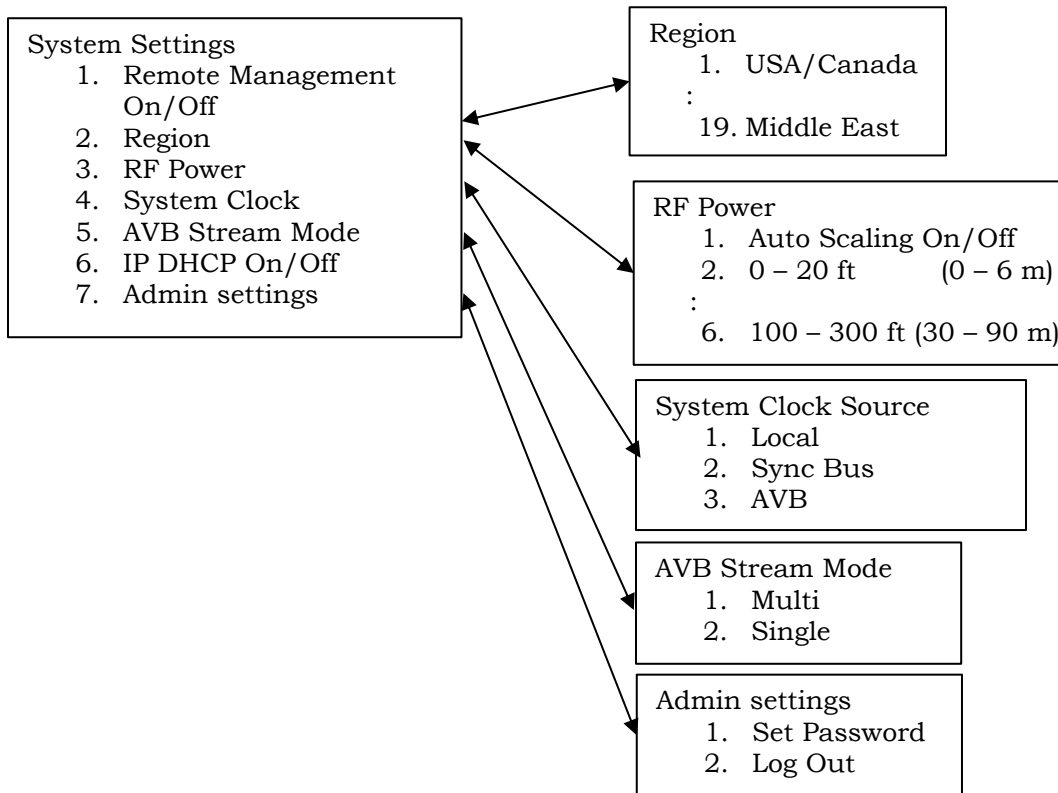 System Settings
1. Remote Management
On/Off
2. Region
3. RF Power
4. System Clock
5. AVB Stream Mode
6. IP DHCP On/Off
7. Admin settings
Region
1. USA/Canada
:
19. Middle East
RF Power
1. Auto Scaling On/Off
2. 0 – 20 ft (0 – 6 m)
:
6. 100 – 300 ft (30 – 90 m)
System Clock Source
1. Local
2. Sync Bus
3. AVB
AVB Stream Mode
1. Multi
2. Single
Admin settings
1. Set Password
2. Log Out